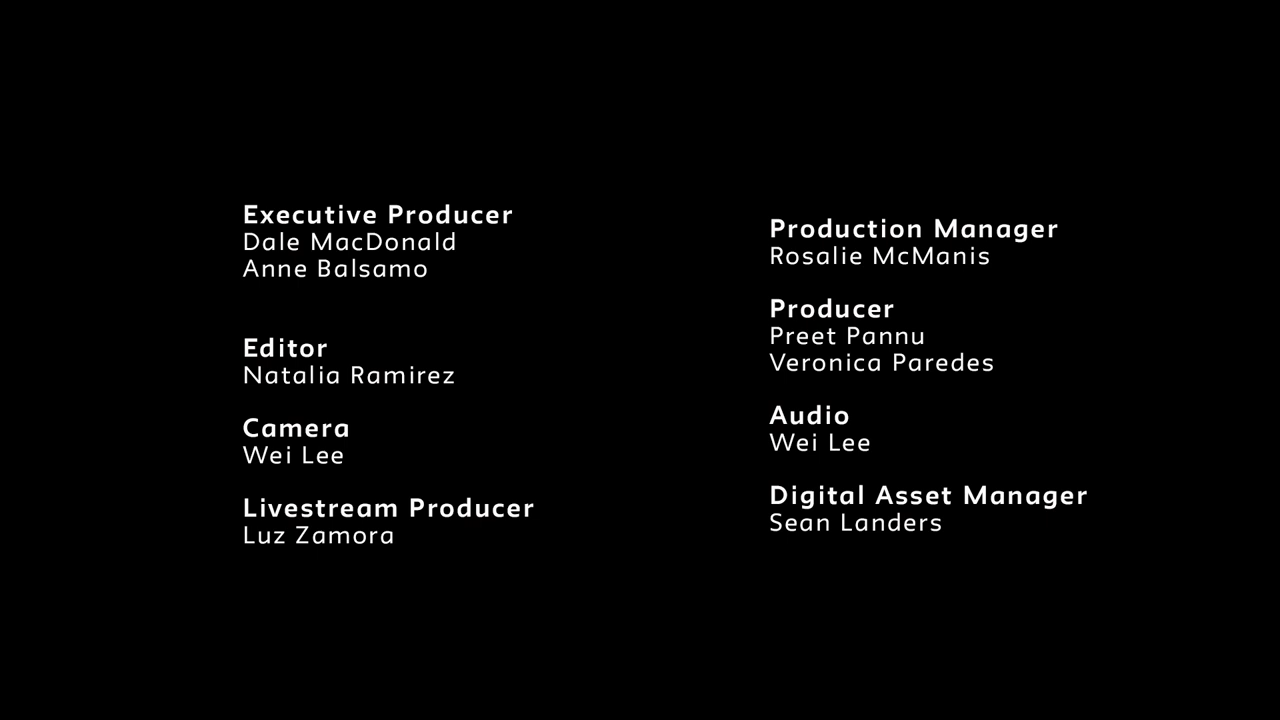 Executive Producer
Dale MacDonald
Anne Balsamo
Editor
Natalia Ramirez
Camera
Wei Lee
Livestream Producer
Luz Zamora
Production Manager
Rosalie McManis
Producer
Preet Pannu
Veronica Paredes
Audio
Wei Lee
Digital Asset Manager
Sean Landers